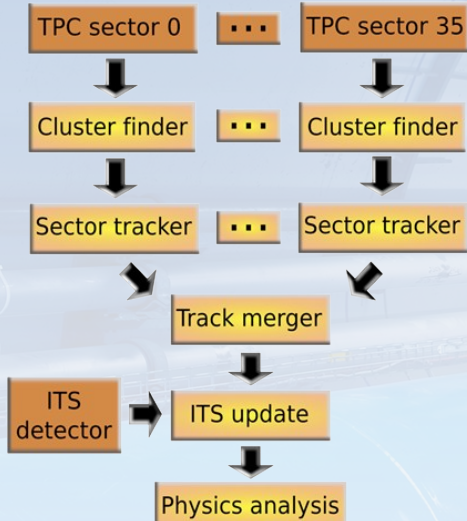 TPC sector 0 ... TPC sector 35
Cluster finder ... Cluster finder
Sector tracker ... Sector tracker
Track merger
ITS
detector
ITS update
Physics analysis